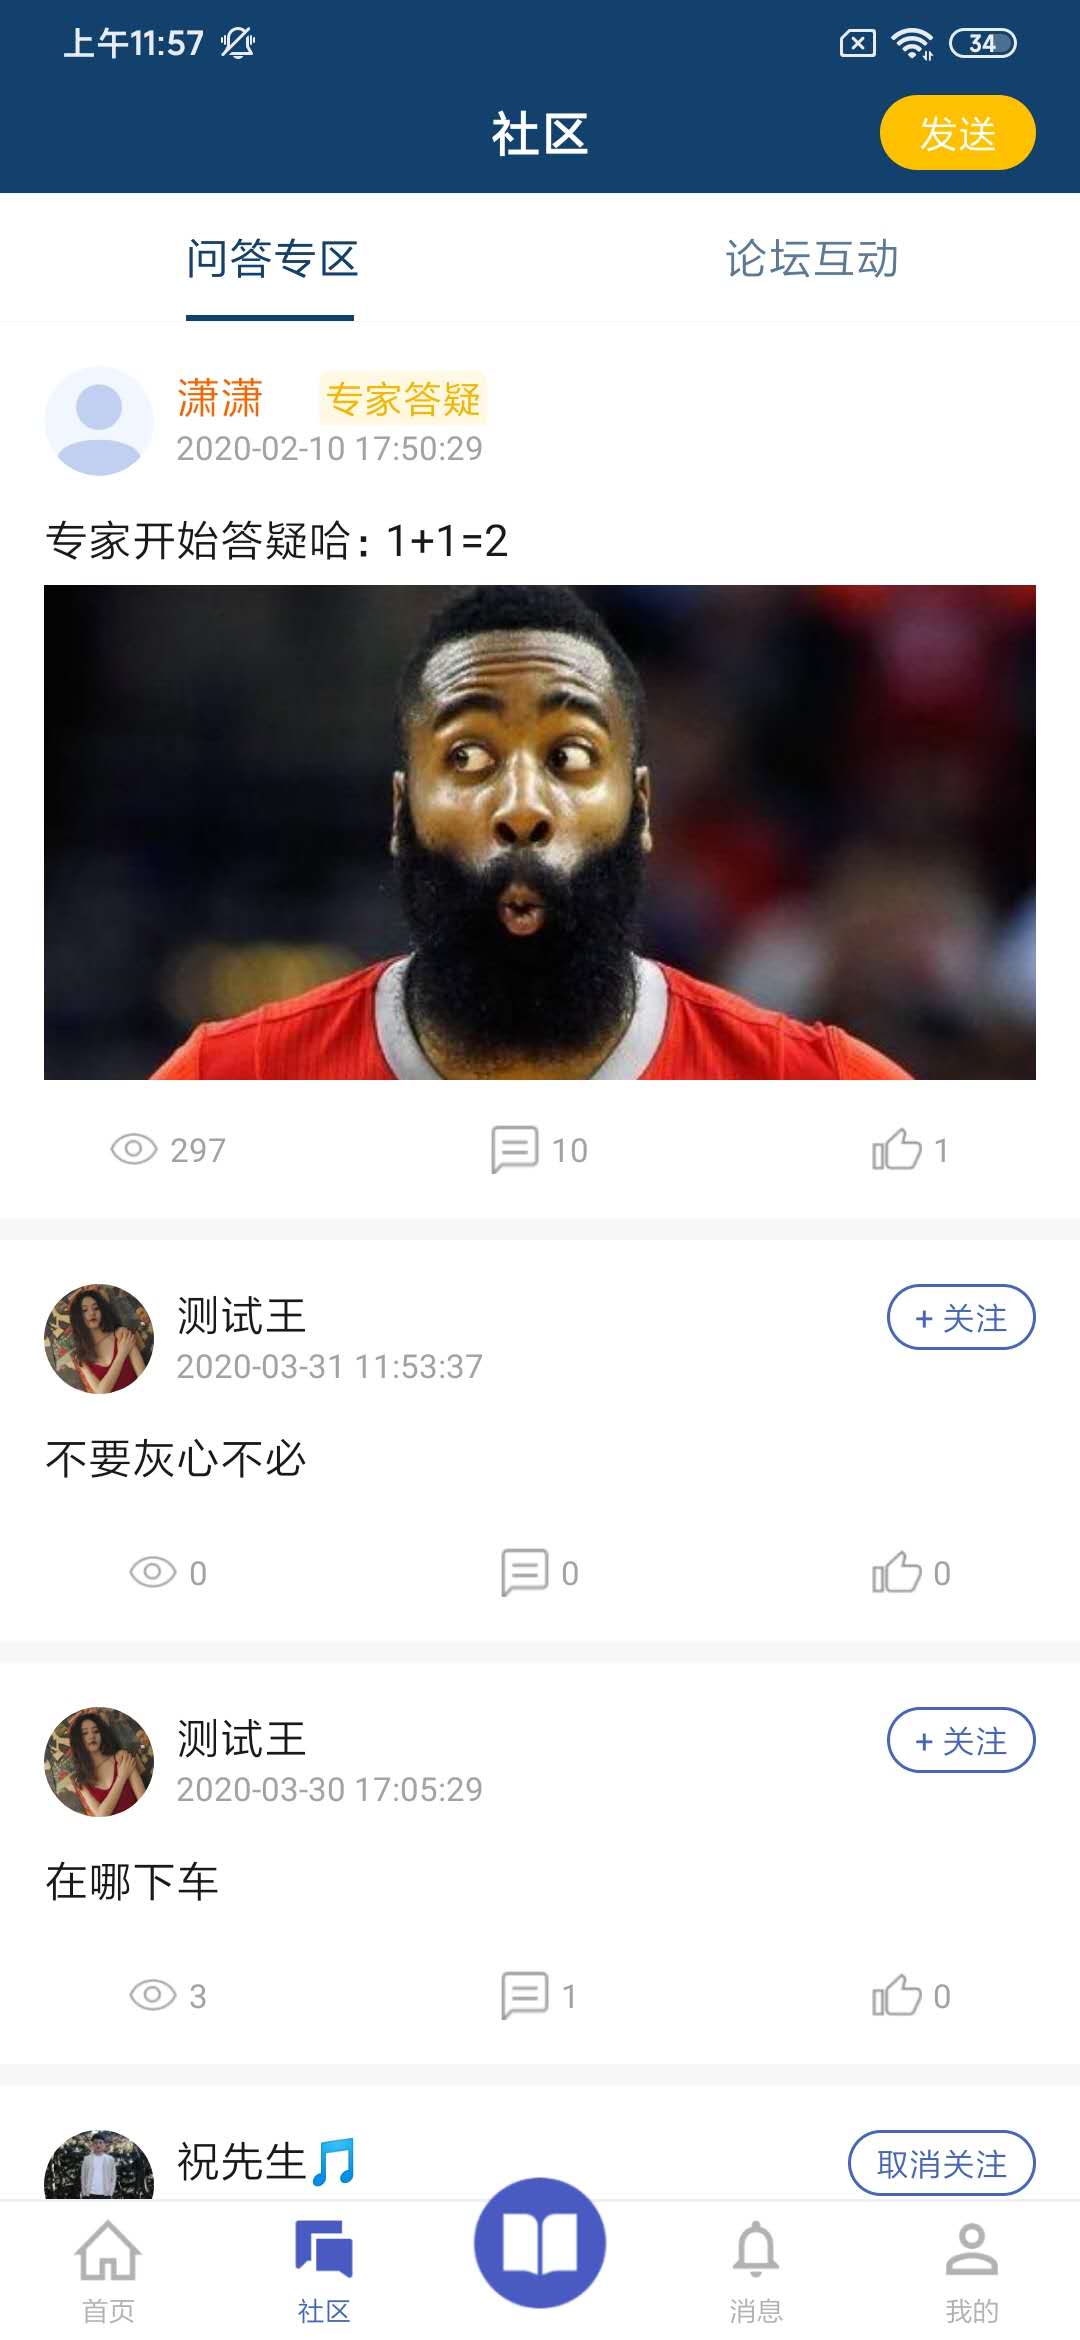 上午11:57 34
社区 发送
问答专区 论坛互动
潇潇 专家答疑
2020-02-10 17:50:29
专家开始答疑哈：1+1=2
297 10 1
测试王 + 关注
2020-03-31 11:53:37
不要灰心不必
0 0 0
测试王 + 关注
2020-03-30 17:05:29
在哪下车
3 1 0
祝先生🎵 取消关注
首页 社区 消息 我的